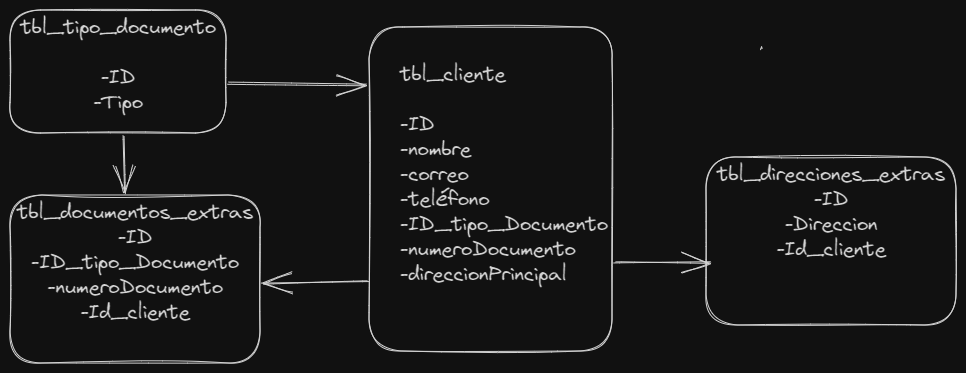 tbl_tipo_documento
-ID
-Tipo
tbl_cliente
-ID
-nombre
-correo
-teléfono
-ID_tipo_Documento
-numeroDocumento
-direccionPrincipal
tbl_documentos_extras
-ID
-ID_tipo_Documento
-numeroDocumento
-Id_cliente
tbl_direcciones_extras
-ID
-Direccion
-Id_cliente